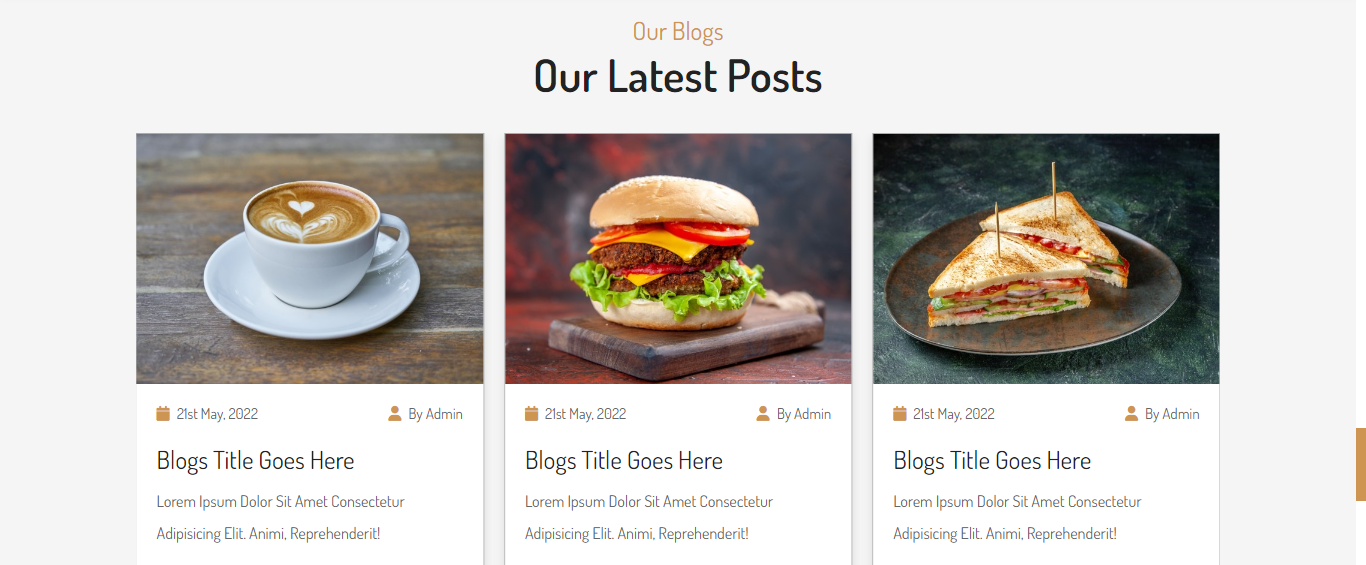 Our Blogs
Our Latest Posts
21st May, 2022 By Admin
Blogs Title Goes Here
Lorem Ipsum Dolor Sit Amet Consectetur
Adipisicing Elit. Animi, Reprehenderit!
21st May, 2022 By Admin
Blogs Title Goes Here
Lorem Ipsum Dolor Sit Amet Consectetur
Adipisicing Elit. Animi, Reprehenderit!
21st May, 2022 By Admin
Blogs Title Goes Here
Lorem Ipsum Dolor Sit Amet Consectetur
Adipisicing Elit. Animi, Reprehenderit!